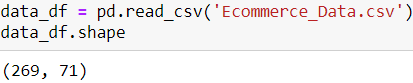 data_df = pd.read_csv('Ecommerce_Data.csv')
data_df.shape
(269, 71)